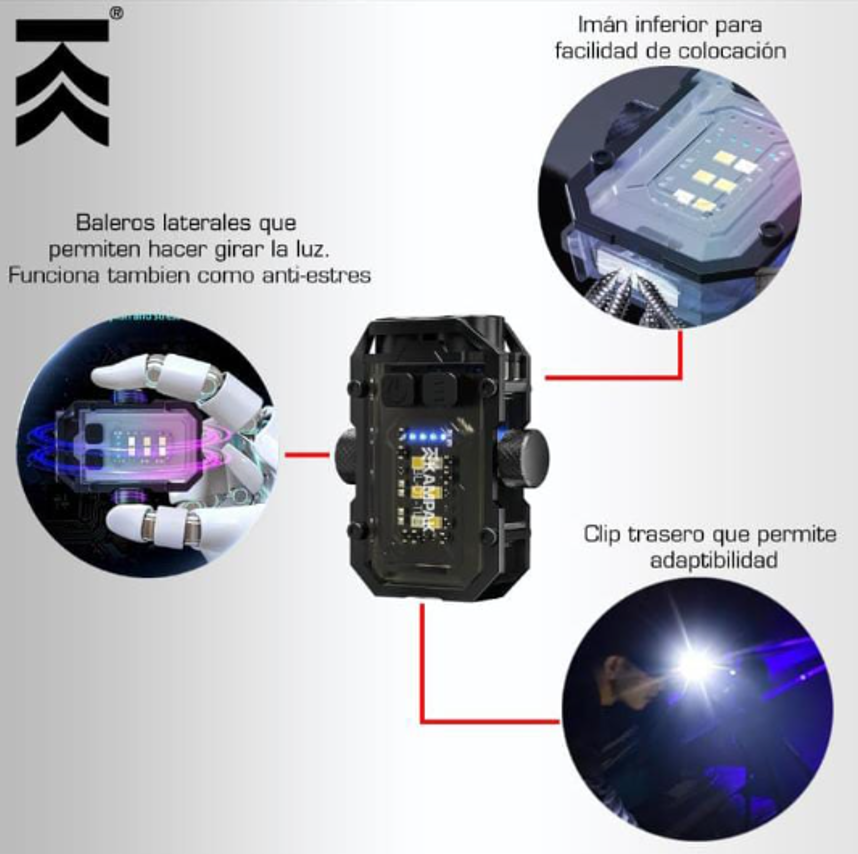 ®
Imán inferior para
facilidad de colocación
Baleros laterales que
permiten hacer girar la luz.
Funciona tambien como anti-estres
KAMPAK
Clip trasero que permite
adaptibilidad